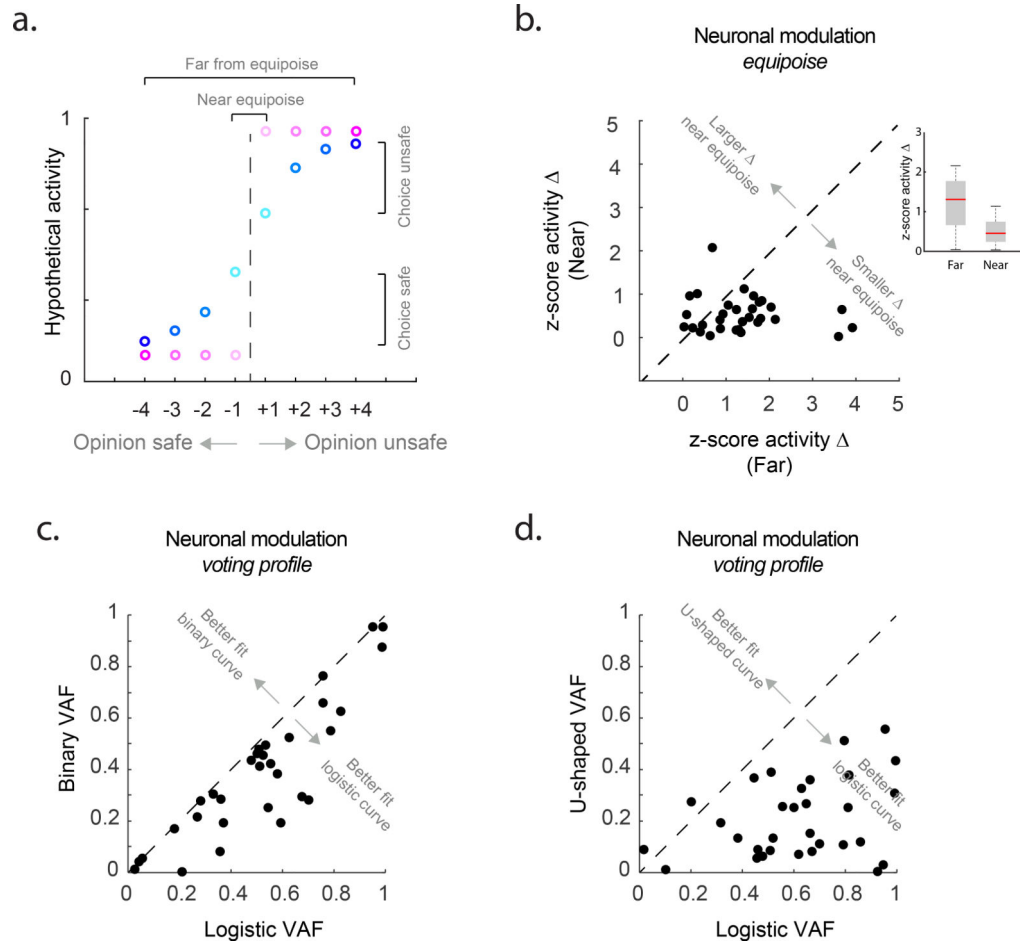 a.
Far from equipoise
Near equipoise
1
Hypothetical activity
0
Choice unsafe
Choice safe
-4 -3 -2 -1 +1 +2 +3 +4
Opinion safe Opinion unsafe
b.
Neuronal modulation
equipoise
5
4
3
2
1
0
z-score activity Δ
(Near)
Larger Δ
near equipoise
Smaller Δ
near equipoise
0 1 2 3 4 5
z-score activity Δ
(Far)
3
2
1
0
z-score activity Δ
Far Near
c.
Neuronal modulation
voting profile
1
0.8
0.6
0.4
0.2
0
Binary VAF
Better fit
binary curve
Better fit
logistic curve
0 0.2 0.4 0.6 0.8 1
Logistic VAF
d.
Neuronal modulation
voting profile
1
0.8
0.6
0.4
0.2
0
U-shaped VAF
Better fit
U-shaped curve
Better fit
logistic curve
0 0.2 0.4 0.6 0.8 1
Logistic VAF